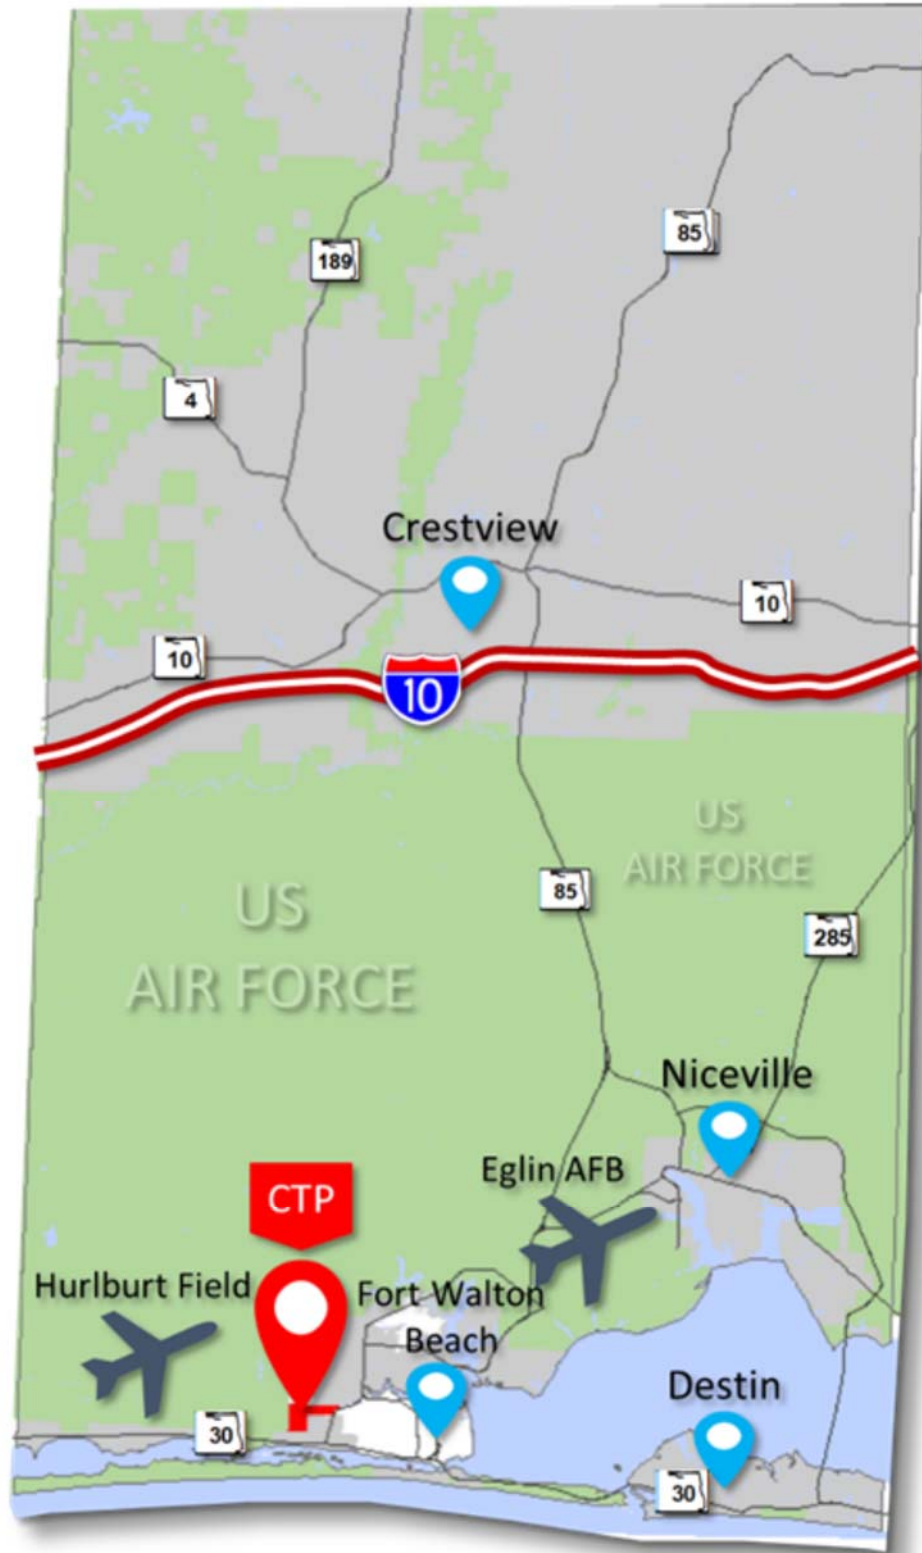 85
189
4
Crestview
10
10
10
US
AIR FORCE
85
US
AIR FORCE
285
Niceville
Eglin AFB
CTP
Hurlburt Field
Fort Walton
Beach
Destin
30
30